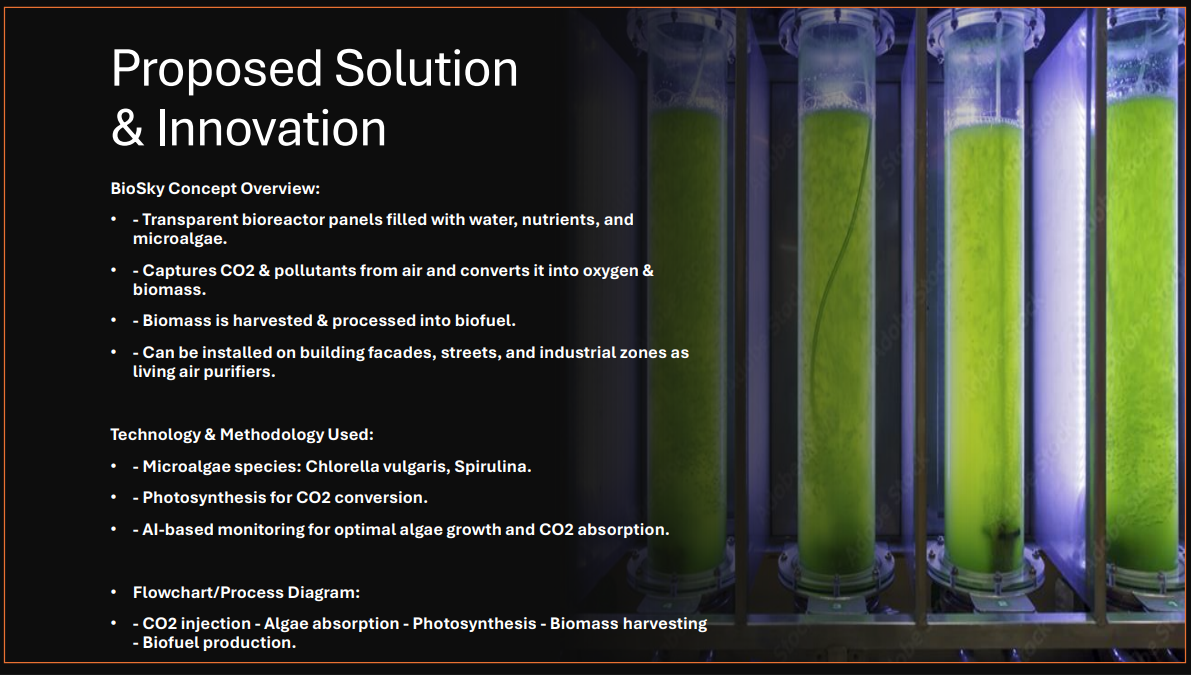 Proposed Solution
& Innovation
BioSky Concept Overview:
• - Transparent bioreactor panels filled with water, nutrients, and
microalgae.
• - Captures CO2 & pollutants from air and converts it into oxygen &
biomass.
• - Biomass is harvested & processed into biofuel.
• - Can be installed on building facades, streets, and industrial zones as
living air purifiers.
Technology & Methodology Used:
• - Microalgae species: Chlorella vulgaris, Spirulina.
• - Photosynthesis for CO2 conversion.
• - AI-based monitoring for optimal algae growth and CO2 absorption.
• Flowchart/Process Diagram:
• - CO2 injection - Algae absorption - Photosynthesis - Biomass harvesting
- Biofuel production.